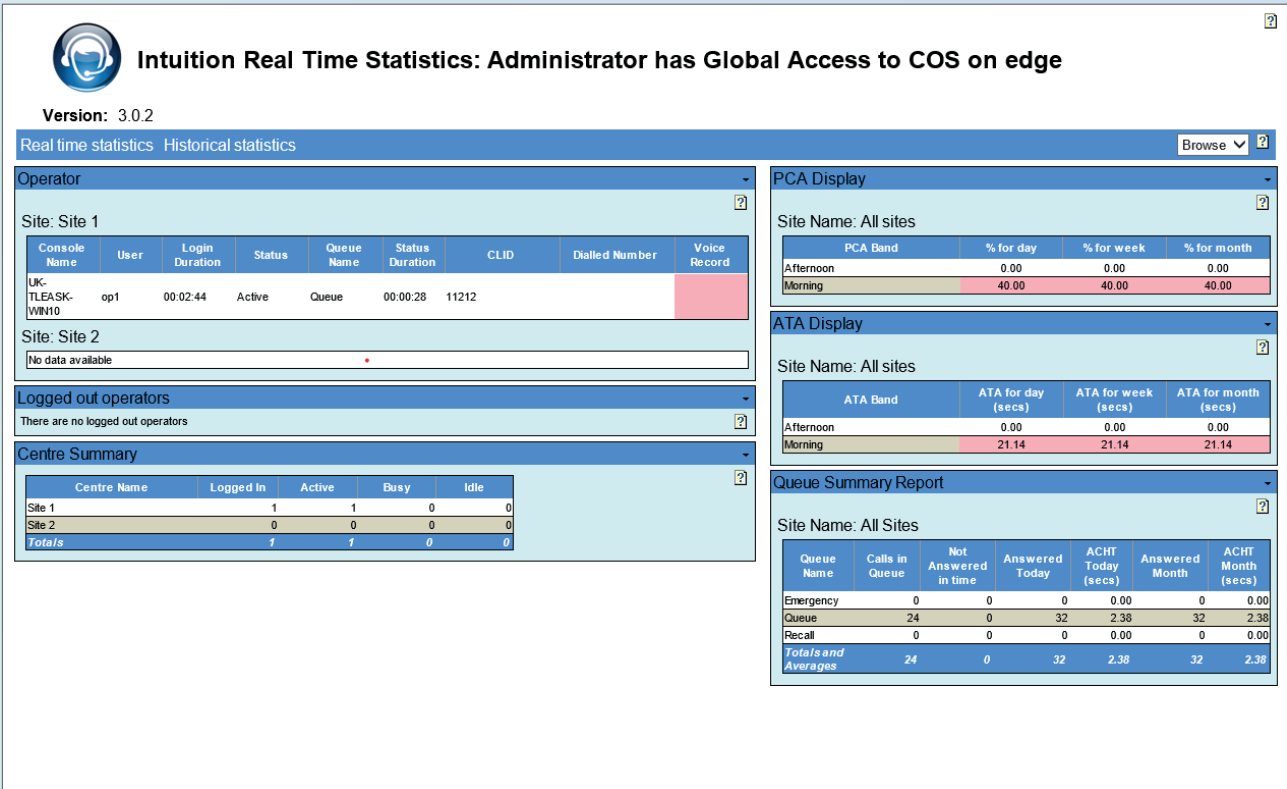 Intuition Real Time Statistics: Administrator has Global Access to COS on edge
Version: 3.0.2
Real time statistics Historical statistics Browse
Operator
Site: Site 1
Console Name User Login Duration Status Queue Name Status Duration CLID Dialled Number Voice Record
UK-TLEASK-WIN10 op1 00:02:44 Active Queue 00:00:28 11212
Site: Site 2
No data available
Logged out operators
There are no logged out operators
Centre Summary
Centre Name Logged In Active Busy Idle
Site 1 1 1 0 0
Site 2 0 0 0 0
Totals 1 1 0 0
PCA Display
Site Name: All sites
PCA Band % for day % for week % for month
Afternoon 0.00 0.00 0.00
Morning 40.00 40.00 40.00
ATA Display
Site Name: All sites
ATA Band ATA for day (secs) ATA for week (secs) ATA for month (secs)
Afternoon 0.00 0.00 0.00
Morning 21.14 21.14 21.14
Queue Summary Report
Site Name: All Sites
Queue Name Calls in Queue Not Answered in time Answered Today ACHT Today (secs) Answered Month ACHT Month (secs)
Emergency 0 0 0 0.00 0 0.00
Queue 24 0 32 2.38 32 2.38
Recall 0 0 0 0.00 0 0.00
Totals and Averages 24 0 32 2.38 32 2.38